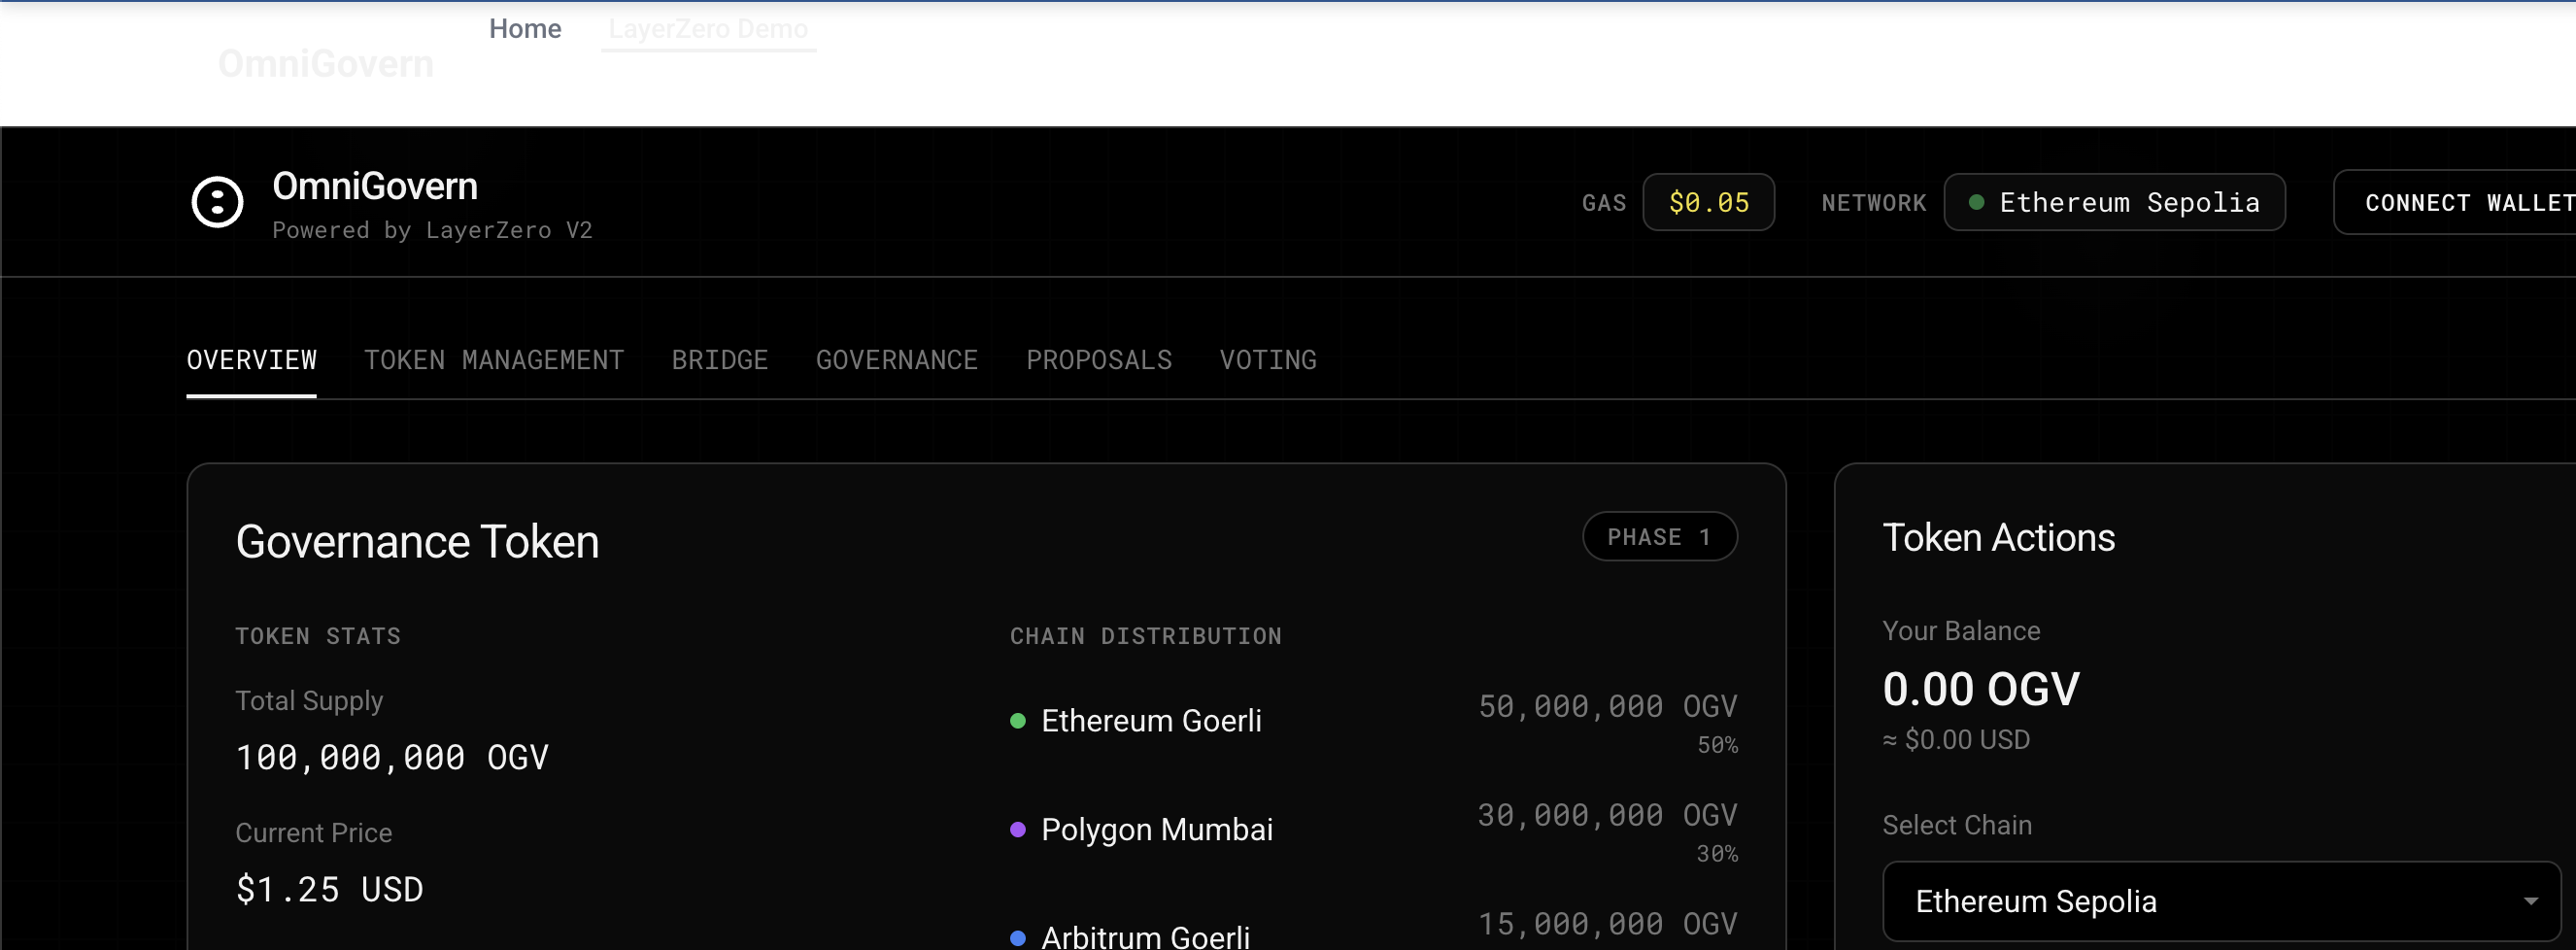 Home LayerZero Demo
OmniGovern
OmniGovern
Powered by LayerZero V2
GAS $0.05 NETWORK Ethereum Sepolia CONNECT WALLET
OVERVIEW TOKEN MANAGEMENT BRIDGE GOVERNANCE PROPOSALS VOTING
Governance Token
PHASE 1
TOKEN STATS
Total Supply
100,000,000 OGV
Current Price
$1.25 USD
CHAIN DISTRIBUTION
Ethereum Goerli 50,000,000 OGV
50%
Polygon Mumbai 30,000,000 OGV
30%
Arbitrum Goerli 15,000,000 OGV
Token Actions
Your Balance
0.00 OGV
≈ $0.00 USD
Select Chain
Ethereum Sepolia